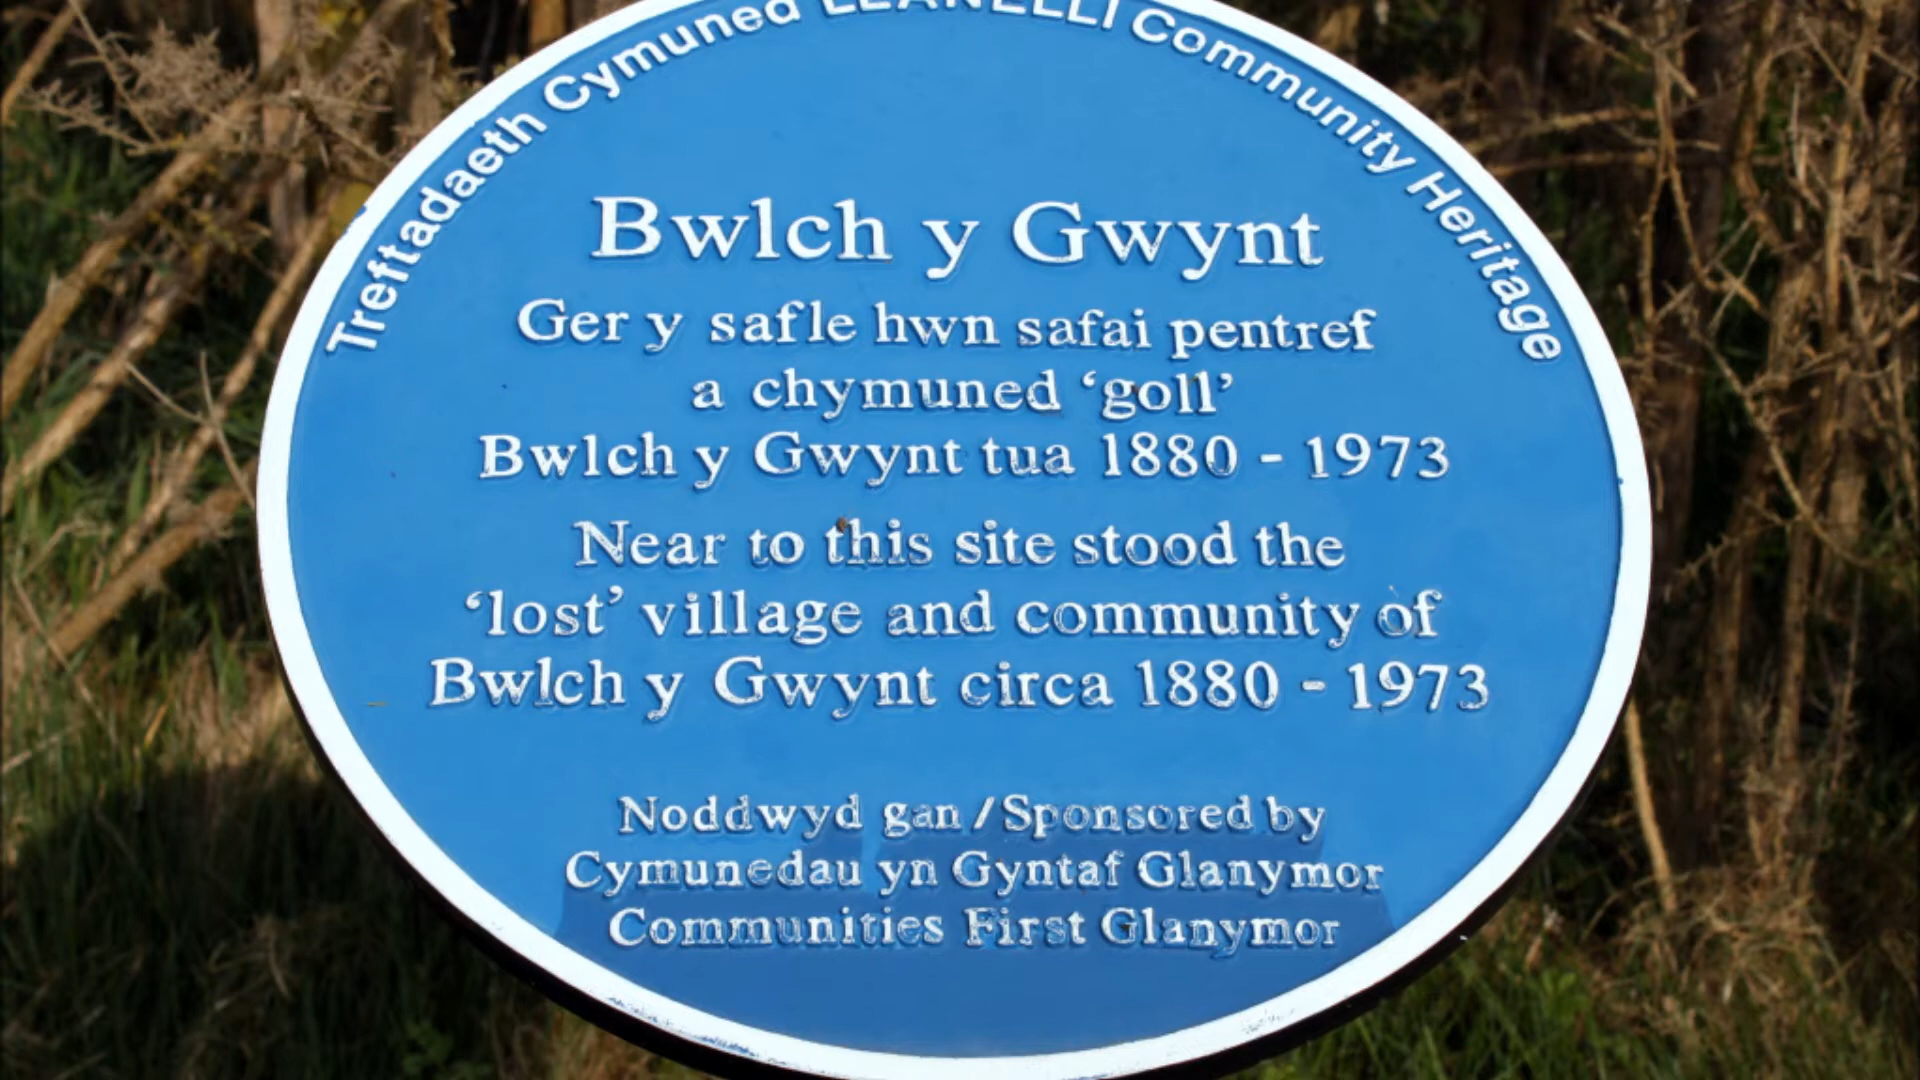 Treftadaeth Cymuned LLANELLI Community Heritage
Bwlch y Gwynt
Ger y safle hwn safai pentref
a chymuned ‘goll’
Bwlch y Gwynt tua 1880 - 1973
Near to this site stood the
‘lost’ village and community of
Bwlch y Gwynt circa 1880 - 1973
Noddwyd gan / Sponsored by
Cymunedau yn Gyntaf Glanymor
Communities First Glanymor